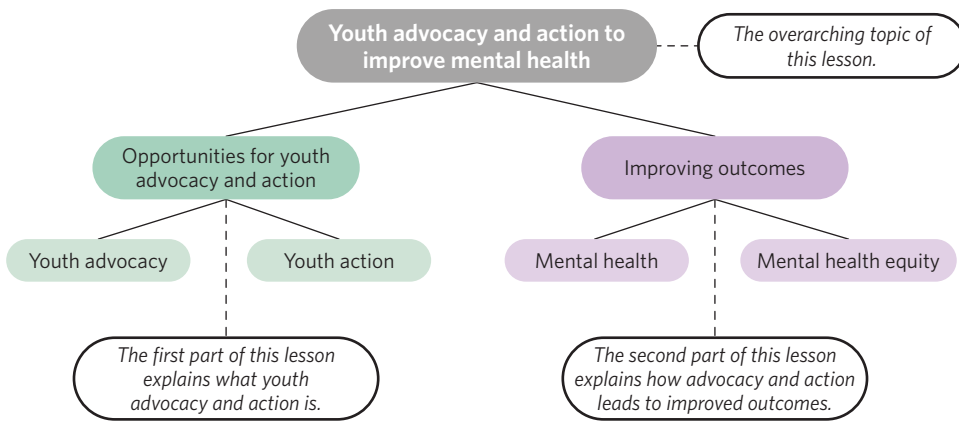 Youth advocacy and action to
improve mental health
The overarching topic of
this lesson.
Opportunities for youth
advocacy and action
Improving outcomes
Youth advocacy
Youth action
Mental health
Mental health equity
The first part of this lesson
explains what youth
advocacy and action is.
The second part of this lesson
explains how advocacy and action
leads to improved outcomes.